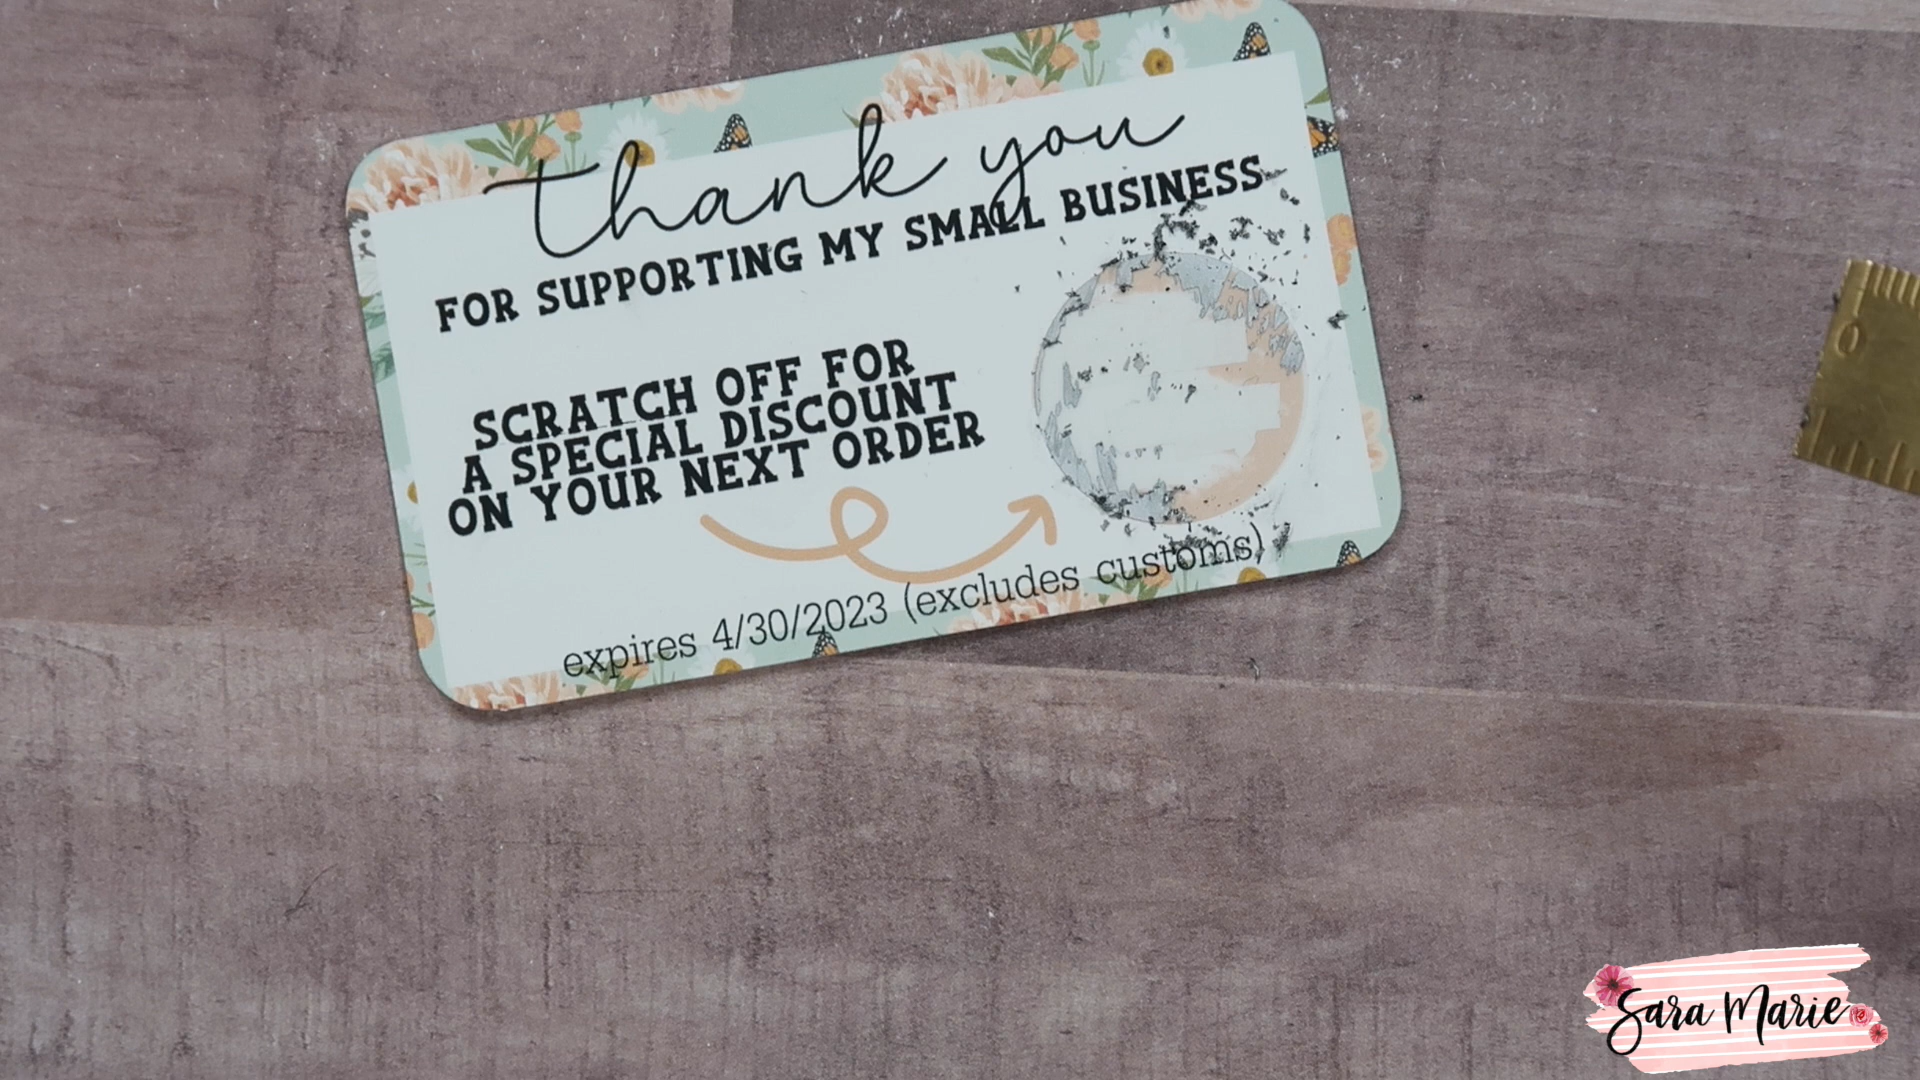 thank you
FOR SUPPORTING MY SMALL BUSINESS
SCRATCH OFF FOR
A SPECIAL DISCOUNT
ON YOUR NEXT ORDER
expires 4/30/2023 (excludes customs)
0
Sara Marie